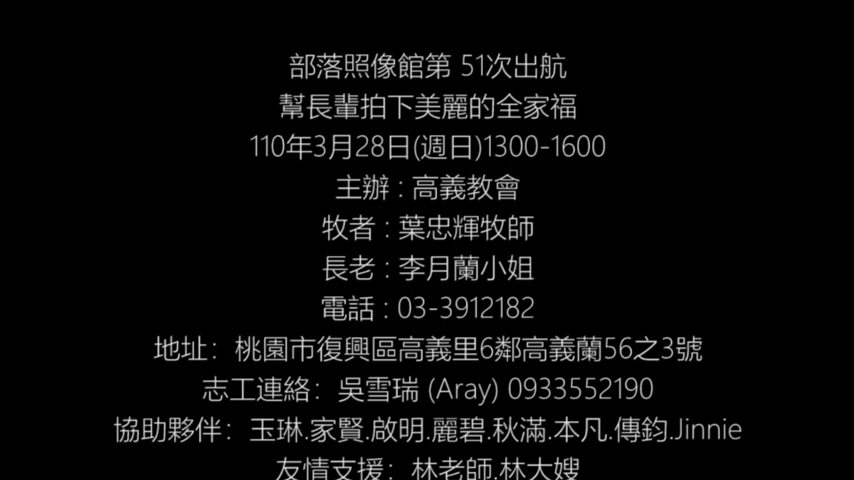 部落照像館第 51次出航
幫長輩拍下美麗的全家福
110年3月28日(週日)1300-1600
主辦 : 高義教會
牧者 : 葉忠輝牧師
長老 : 李月蘭小姐
電話 : 03-3912182
地址：桃園市復興區高義里6鄰高義蘭56之3號
志工連絡：吳雪瑞 (Aray) 0933552190
協助夥伴：玉琳.家賢.啟明.麗碧.秋滿.本凡.傳鈞.Jinnie
友情支援：林老師.林大嫂